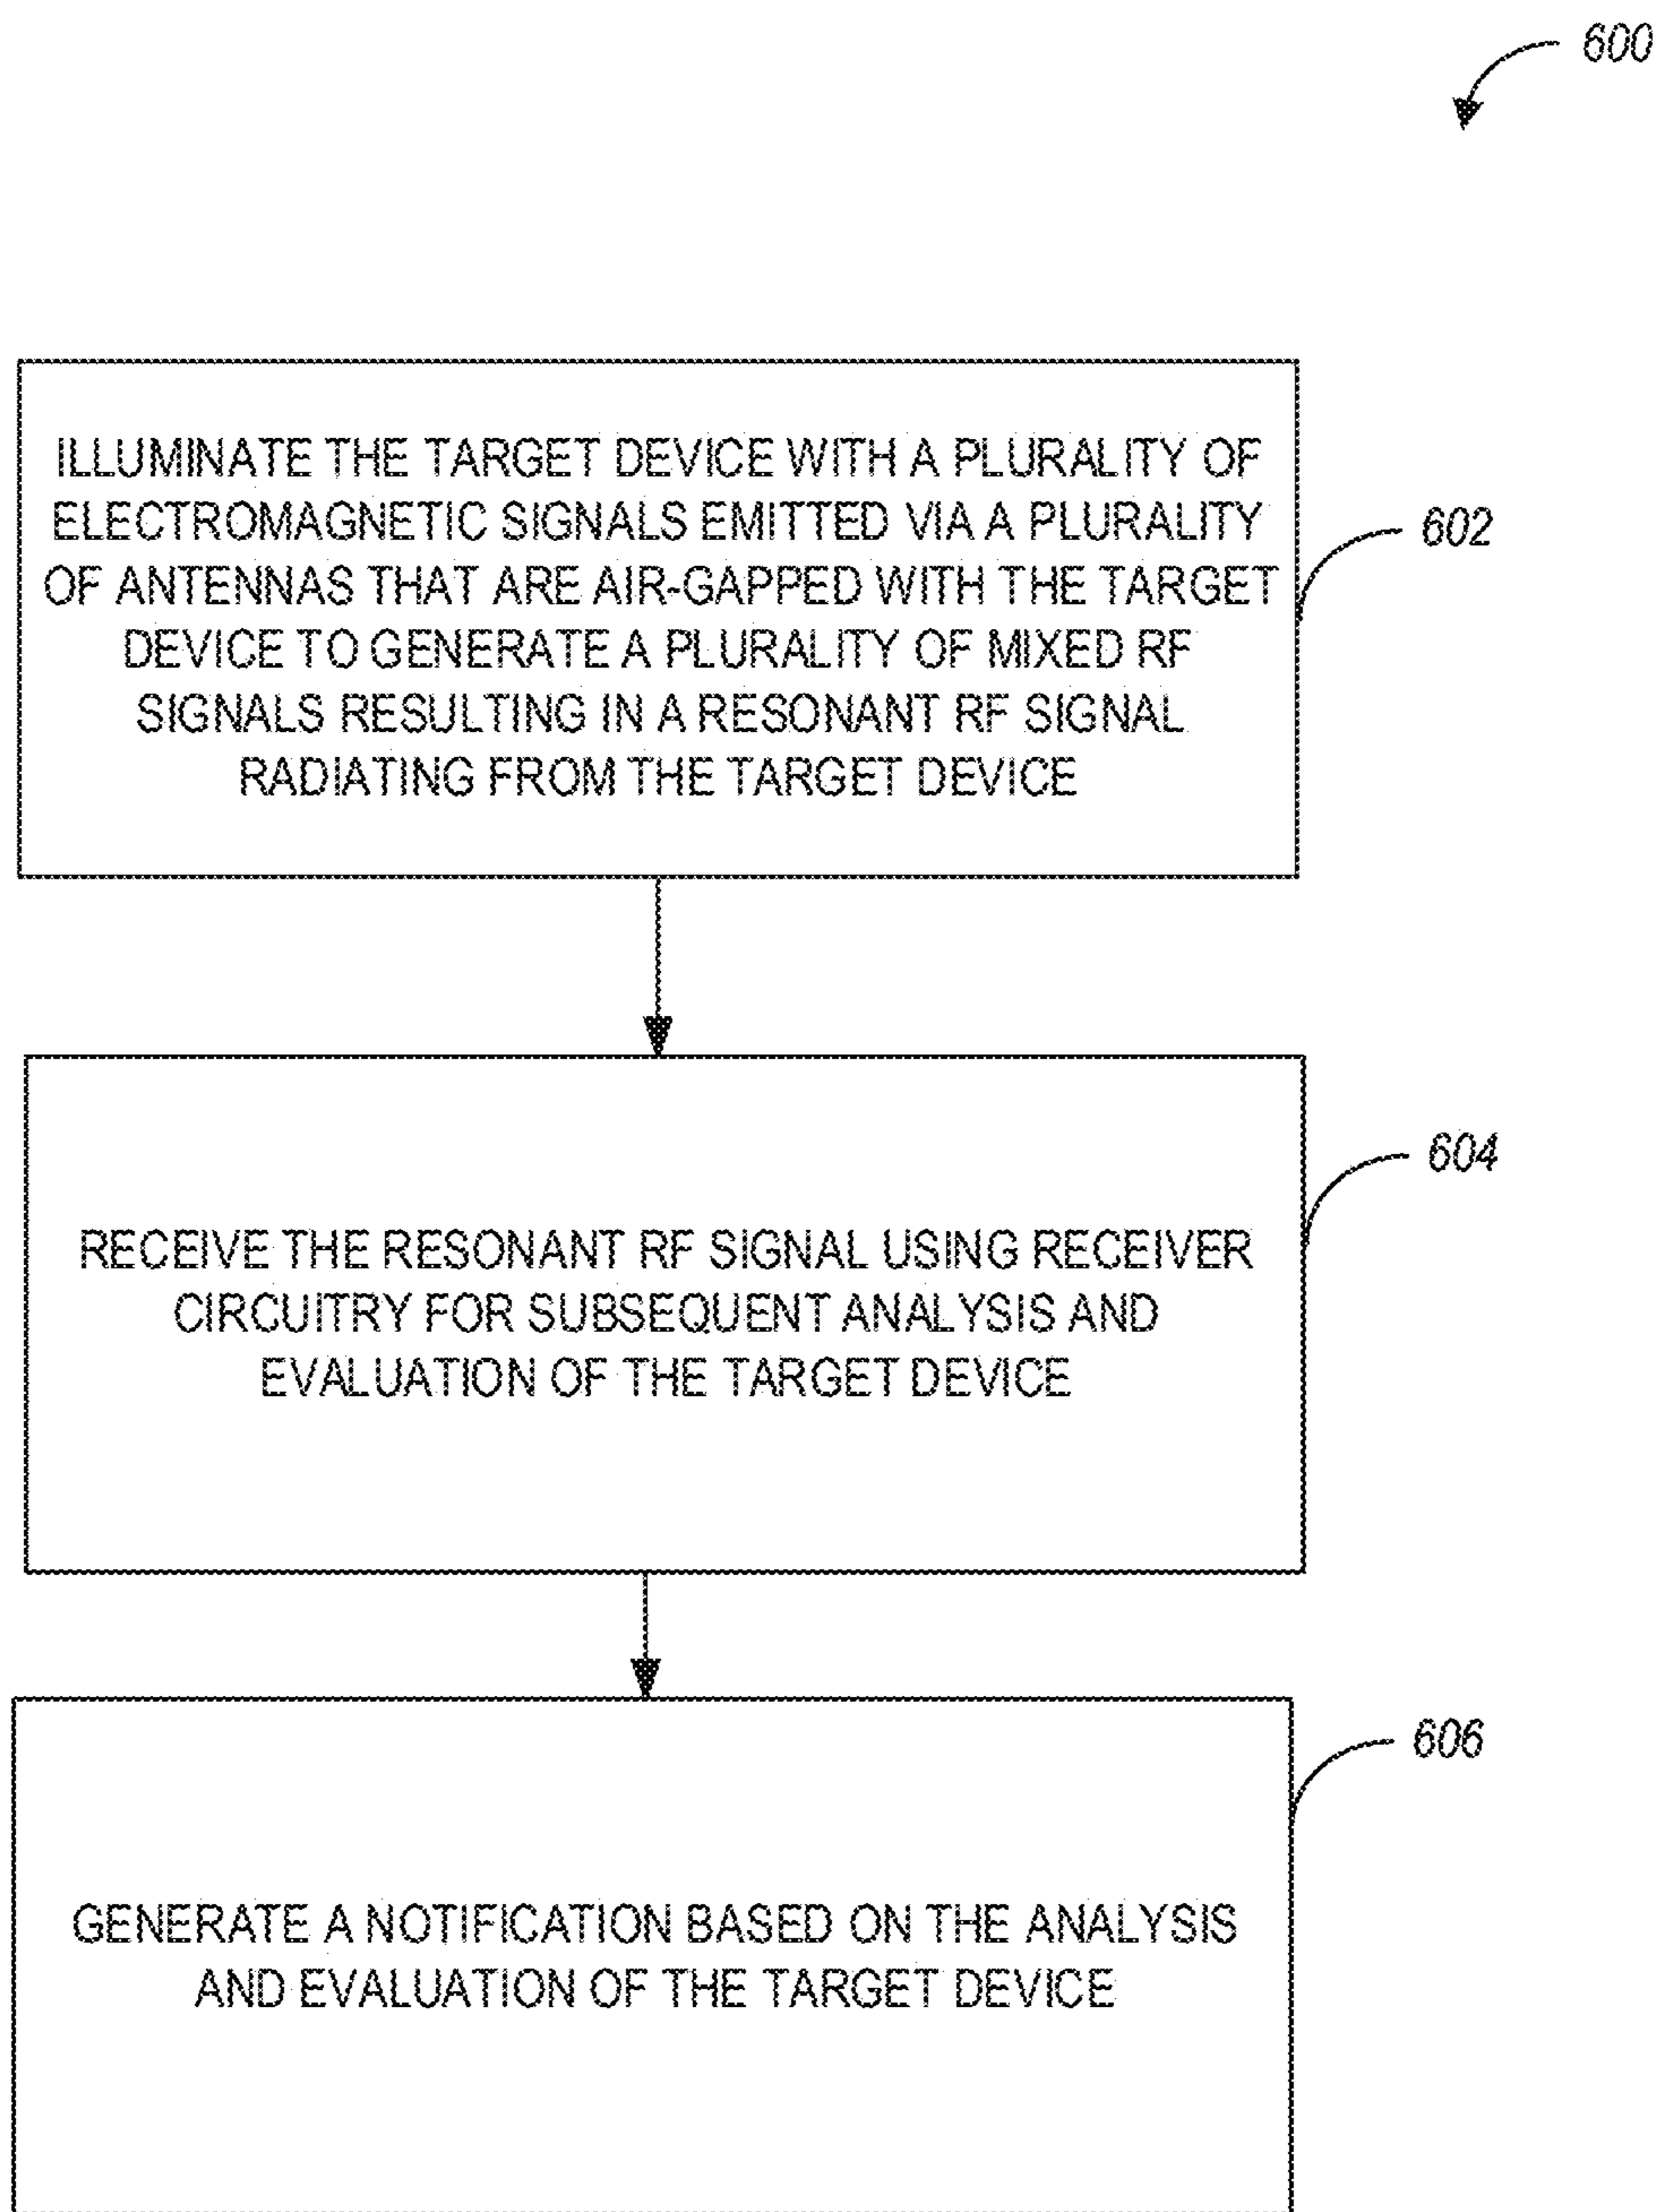 600
ILLUMINATE THE TARGET DEVICE WITH A PLURALITY OF
ELECTROMAGNETIC SIGNALS EMITTED VIA A PLURALITY
OF ANTENNAS THAT ARE AIR-GAPPED WITH THE TARGET
DEVICE TO GENERATE A PLURALITY OF MIXED RF
SIGNALS RESULTING IN A RESONANT RF SIGNAL
RADIATING FROM THE TARGET DEVICE
602
RECEIVE THE RESONANT RF SIGNAL USING RECEIVER
CIRCUITRY FOR SUBSEQUENT ANALYSIS AND
EVALUATION OF THE TARGET DEVICE
604
GENERATE A NOTIFICATION BASED ON THE ANALYSIS
AND EVALUATION OF THE TARGET DEVICE
606